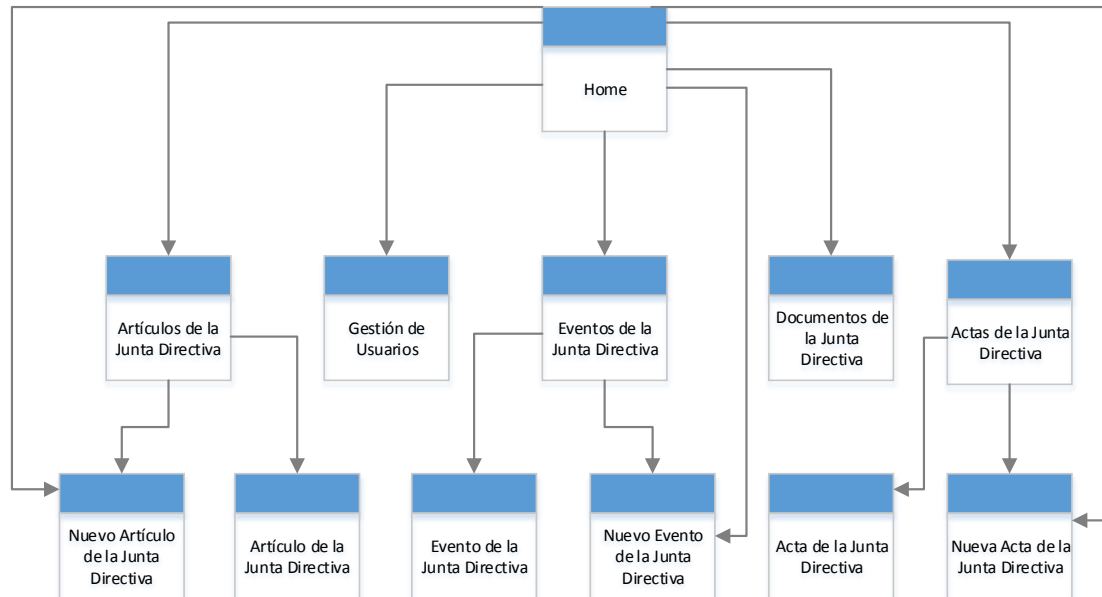 Home
Artículos de la
Junta Directiva
Gestión de
Usuarios
Eventos de la
Junta Directiva
Documentos de
la Junta
Directiva
Actas de la Junta
Directiva
Nuevo Artículo
de la Junta
Directiva
Artículo de la
Junta Directiva
Evento de la
Junta Directiva
Nuevo Evento
de la Junta
Directiva
Acta de la Junta
Directiva
Nueva Acta de la
Junta Directiva